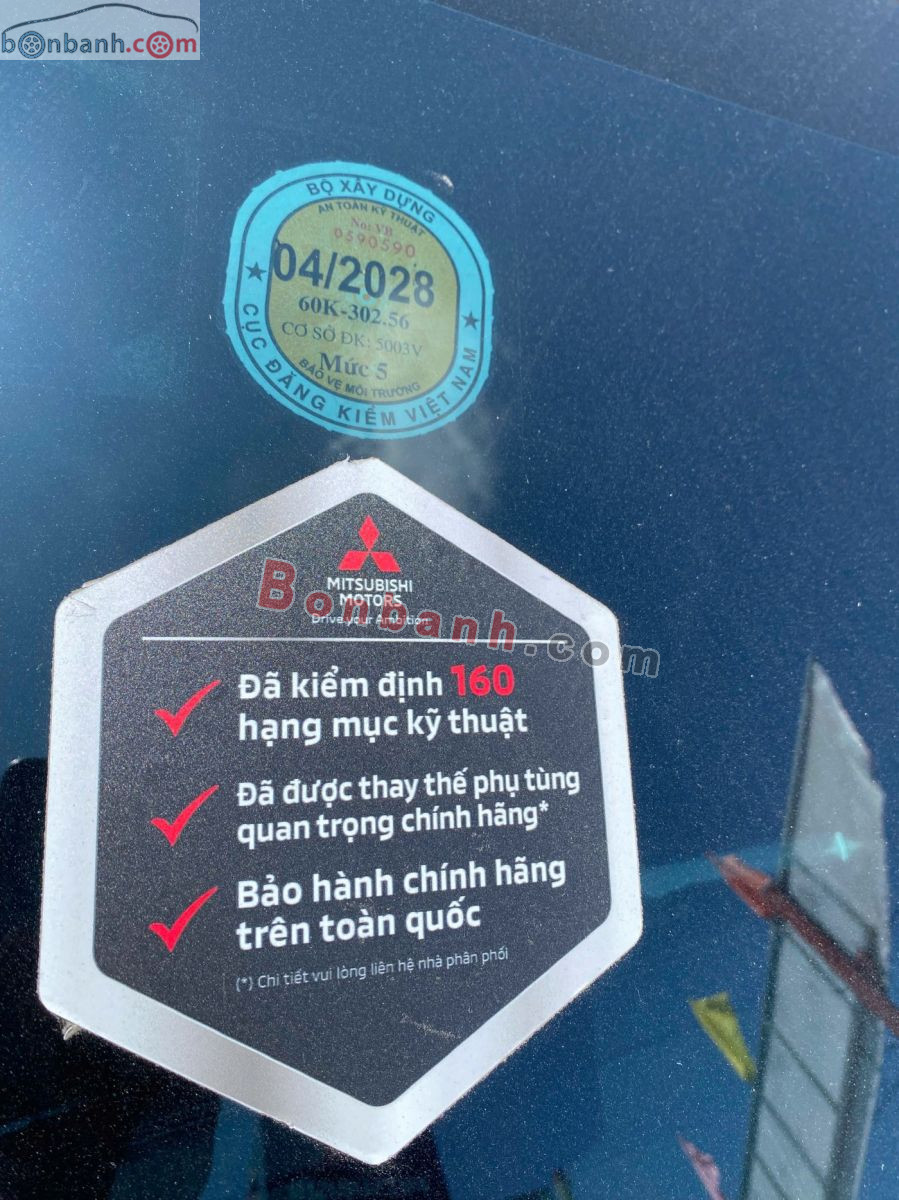 bonbanh.com
BỘ XÂY DỰNG
AN TOÀN KỸ THUẬT
No: VB
0590590
04/2028
60K-302.56
CƠ SỞ ĐK: 5003V
Mức 5
BẢO VỆ MÔI TRƯỜNG
CỤC ĐĂNG KIỂM VIỆT NAM
MITSUBISHI
MOTORS
Drive your Ambition
Bonbanh.com
Đã kiểm định 160
hạng mục kỹ thuật
Đã được thay thế phụ tùng
quan trọng chính hãng*
Bảo hành chính hãng
trên toàn quốc
(*) Chi tiết vui lòng liên hệ nhà phân phối